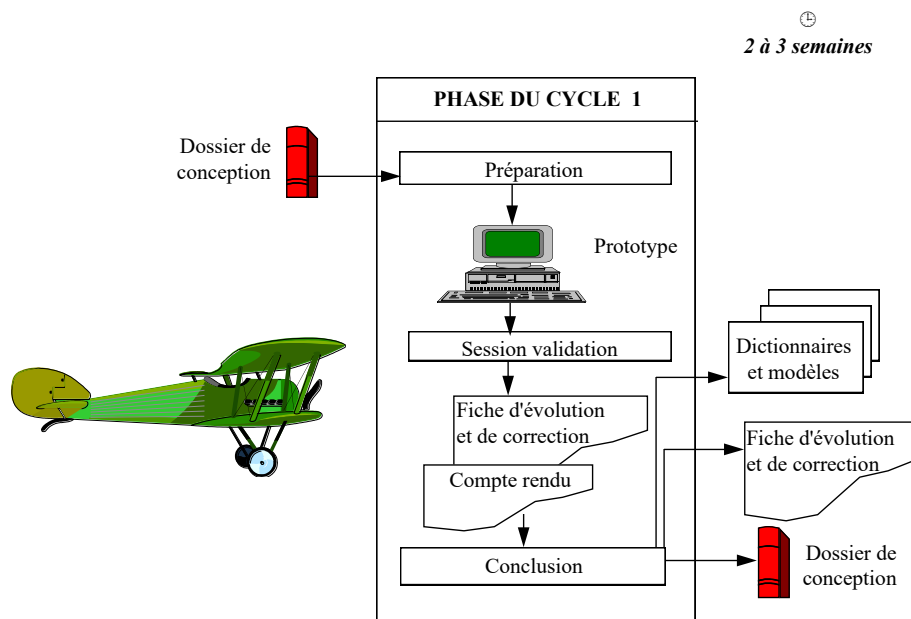 2 à 3 semaines
PHASE DU CYCLE 1
Dossier de
conception
Préparation
Prototype
Session validation
Dictionnaires
et modèles
Fiche d'évolution
et de correction
Compte rendu
Fiche d'évolution
et de correction
Conclusion
Dossier de
conception